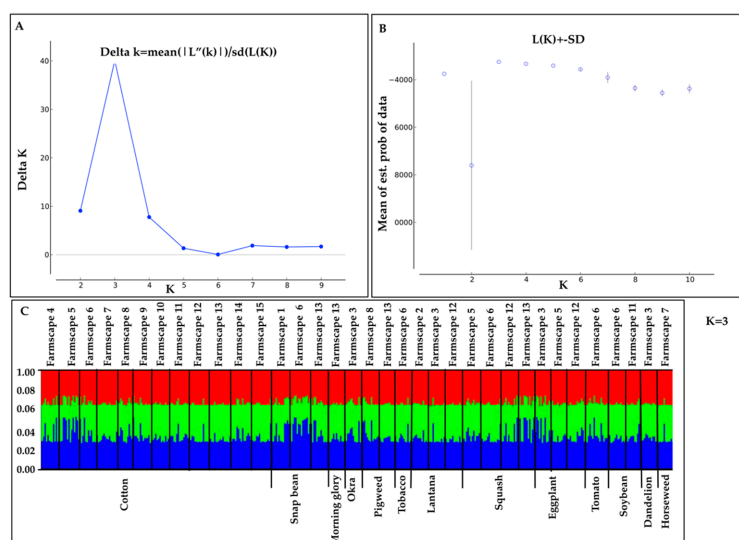 A
Delta k=mean(|L″(k)|)/sd(L(K))
40
30
20
10
0
Delta K
2 3 4 5 6 7 8 9
K
B
L(K)+-SD
−4000
6000
8000
0000
Mean of est. prob of data
2 4 6 8 10
K
C
K=3
Farmscape 4
Farmscape 5
Farmscape 6
Farmscape 7
Farmscape 8
Farmscape 9
Farmscape 10
Farmscape 11
Farmscape 12
Farmscape 13
Farmscape 14
Farmscape 15
Farmscape 1
Farmscape 6
Farmscape 13
Farmscape 13
Farmscape 3
Farmscape 8
Farmscape 13
Farmscape 6
Farmscape 2
Farmscape 3
Farmscape 12
Farmscape 5
Farmscape 6
Farmscape 12
Farmscape 13
Farmscape 3
Farmscape 5
Farmscape 12
Farmscape 6
Farmscape 6
Farmscape 11
Farmscape 3
Farmscape 7
1.00
0.08
0.06
0.04
0.02
0.00
Cotton
Snap bean
Morning glory
Okra
Pigweed
Tobacco
Lantana
Squash
Eggplant
Tomato
Soybean
Dandelion
Horseweed